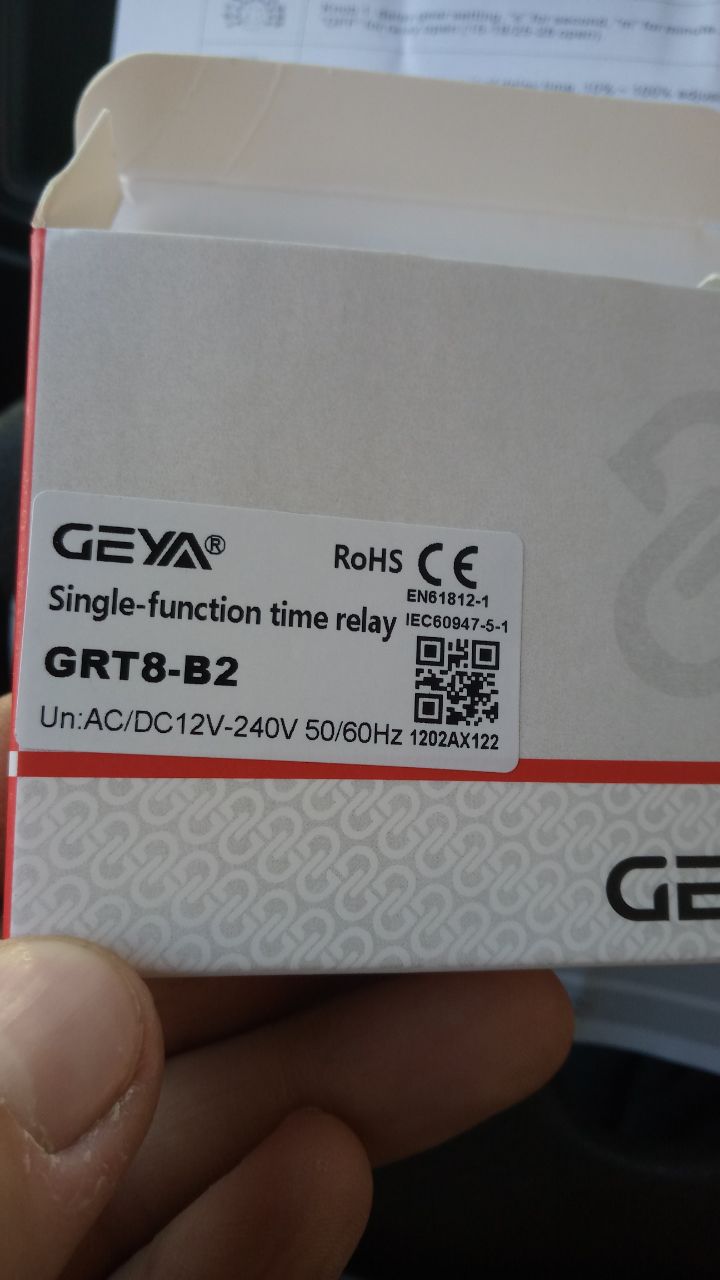 GEYA®
RoHS CE
EN61812-1
Single-function time relay
IEC60947-5-1
GRT8-B2
Un:AC/DC12V-240V 50/60Hz
1202AX122
GE